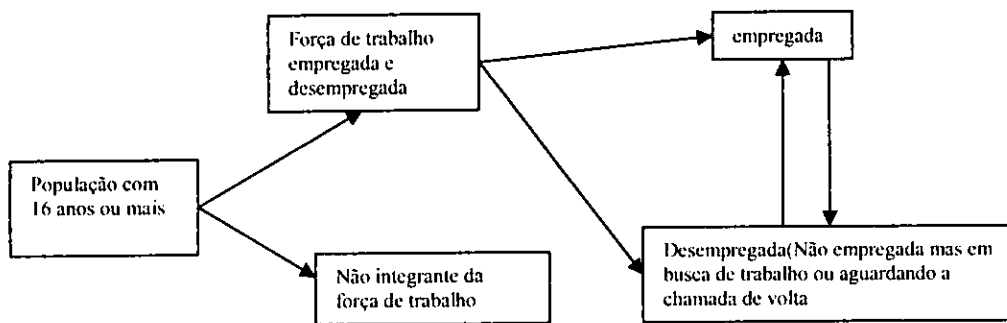 Força de trabalho
empregada e
desempregada
empregada
População com
16 anos ou mais
Não integrante da
força de trabalho
Desempregada(Não empregada mas em
busca de trabalho ou aguardando a
chamada de volta